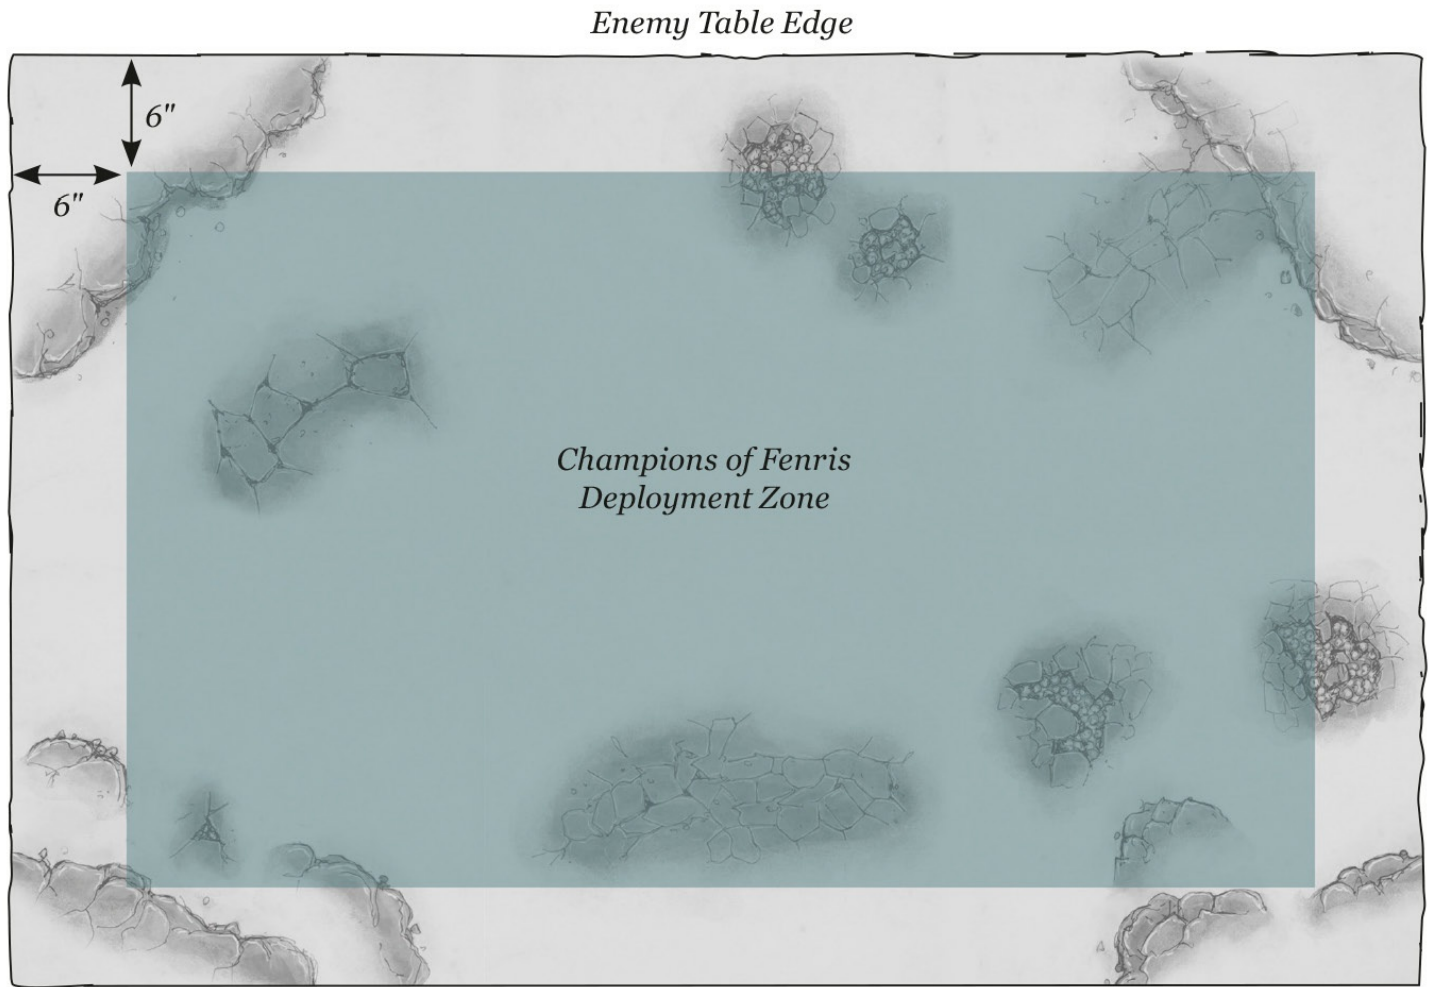 Enemy Table Edge
6"
6"
Champions of Fenris
Deployment Zone